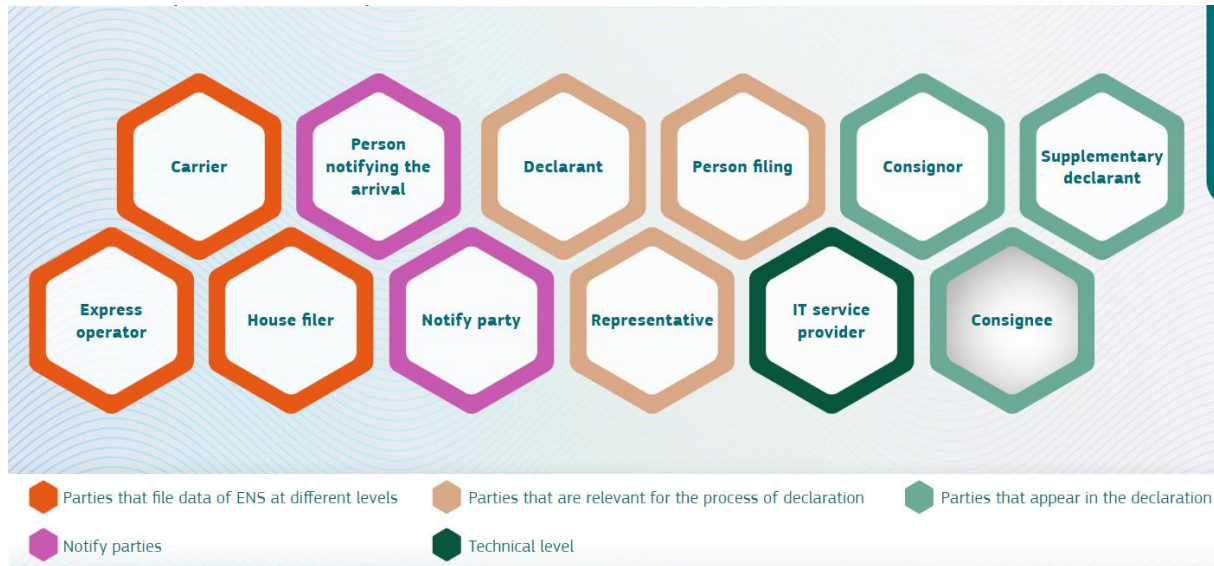 Carrier
Person
notifying the
arrival
Declarant
Person filing
Consignor
Supplementary
declarant
Express
operator
House filer
Notify party
Representative
IT service
provider
Consignee
Parties that file data of ENS at different levels
Parties that are relevant for the process of declaration
Parties that appear in the declaration
Notify parties
Technical level